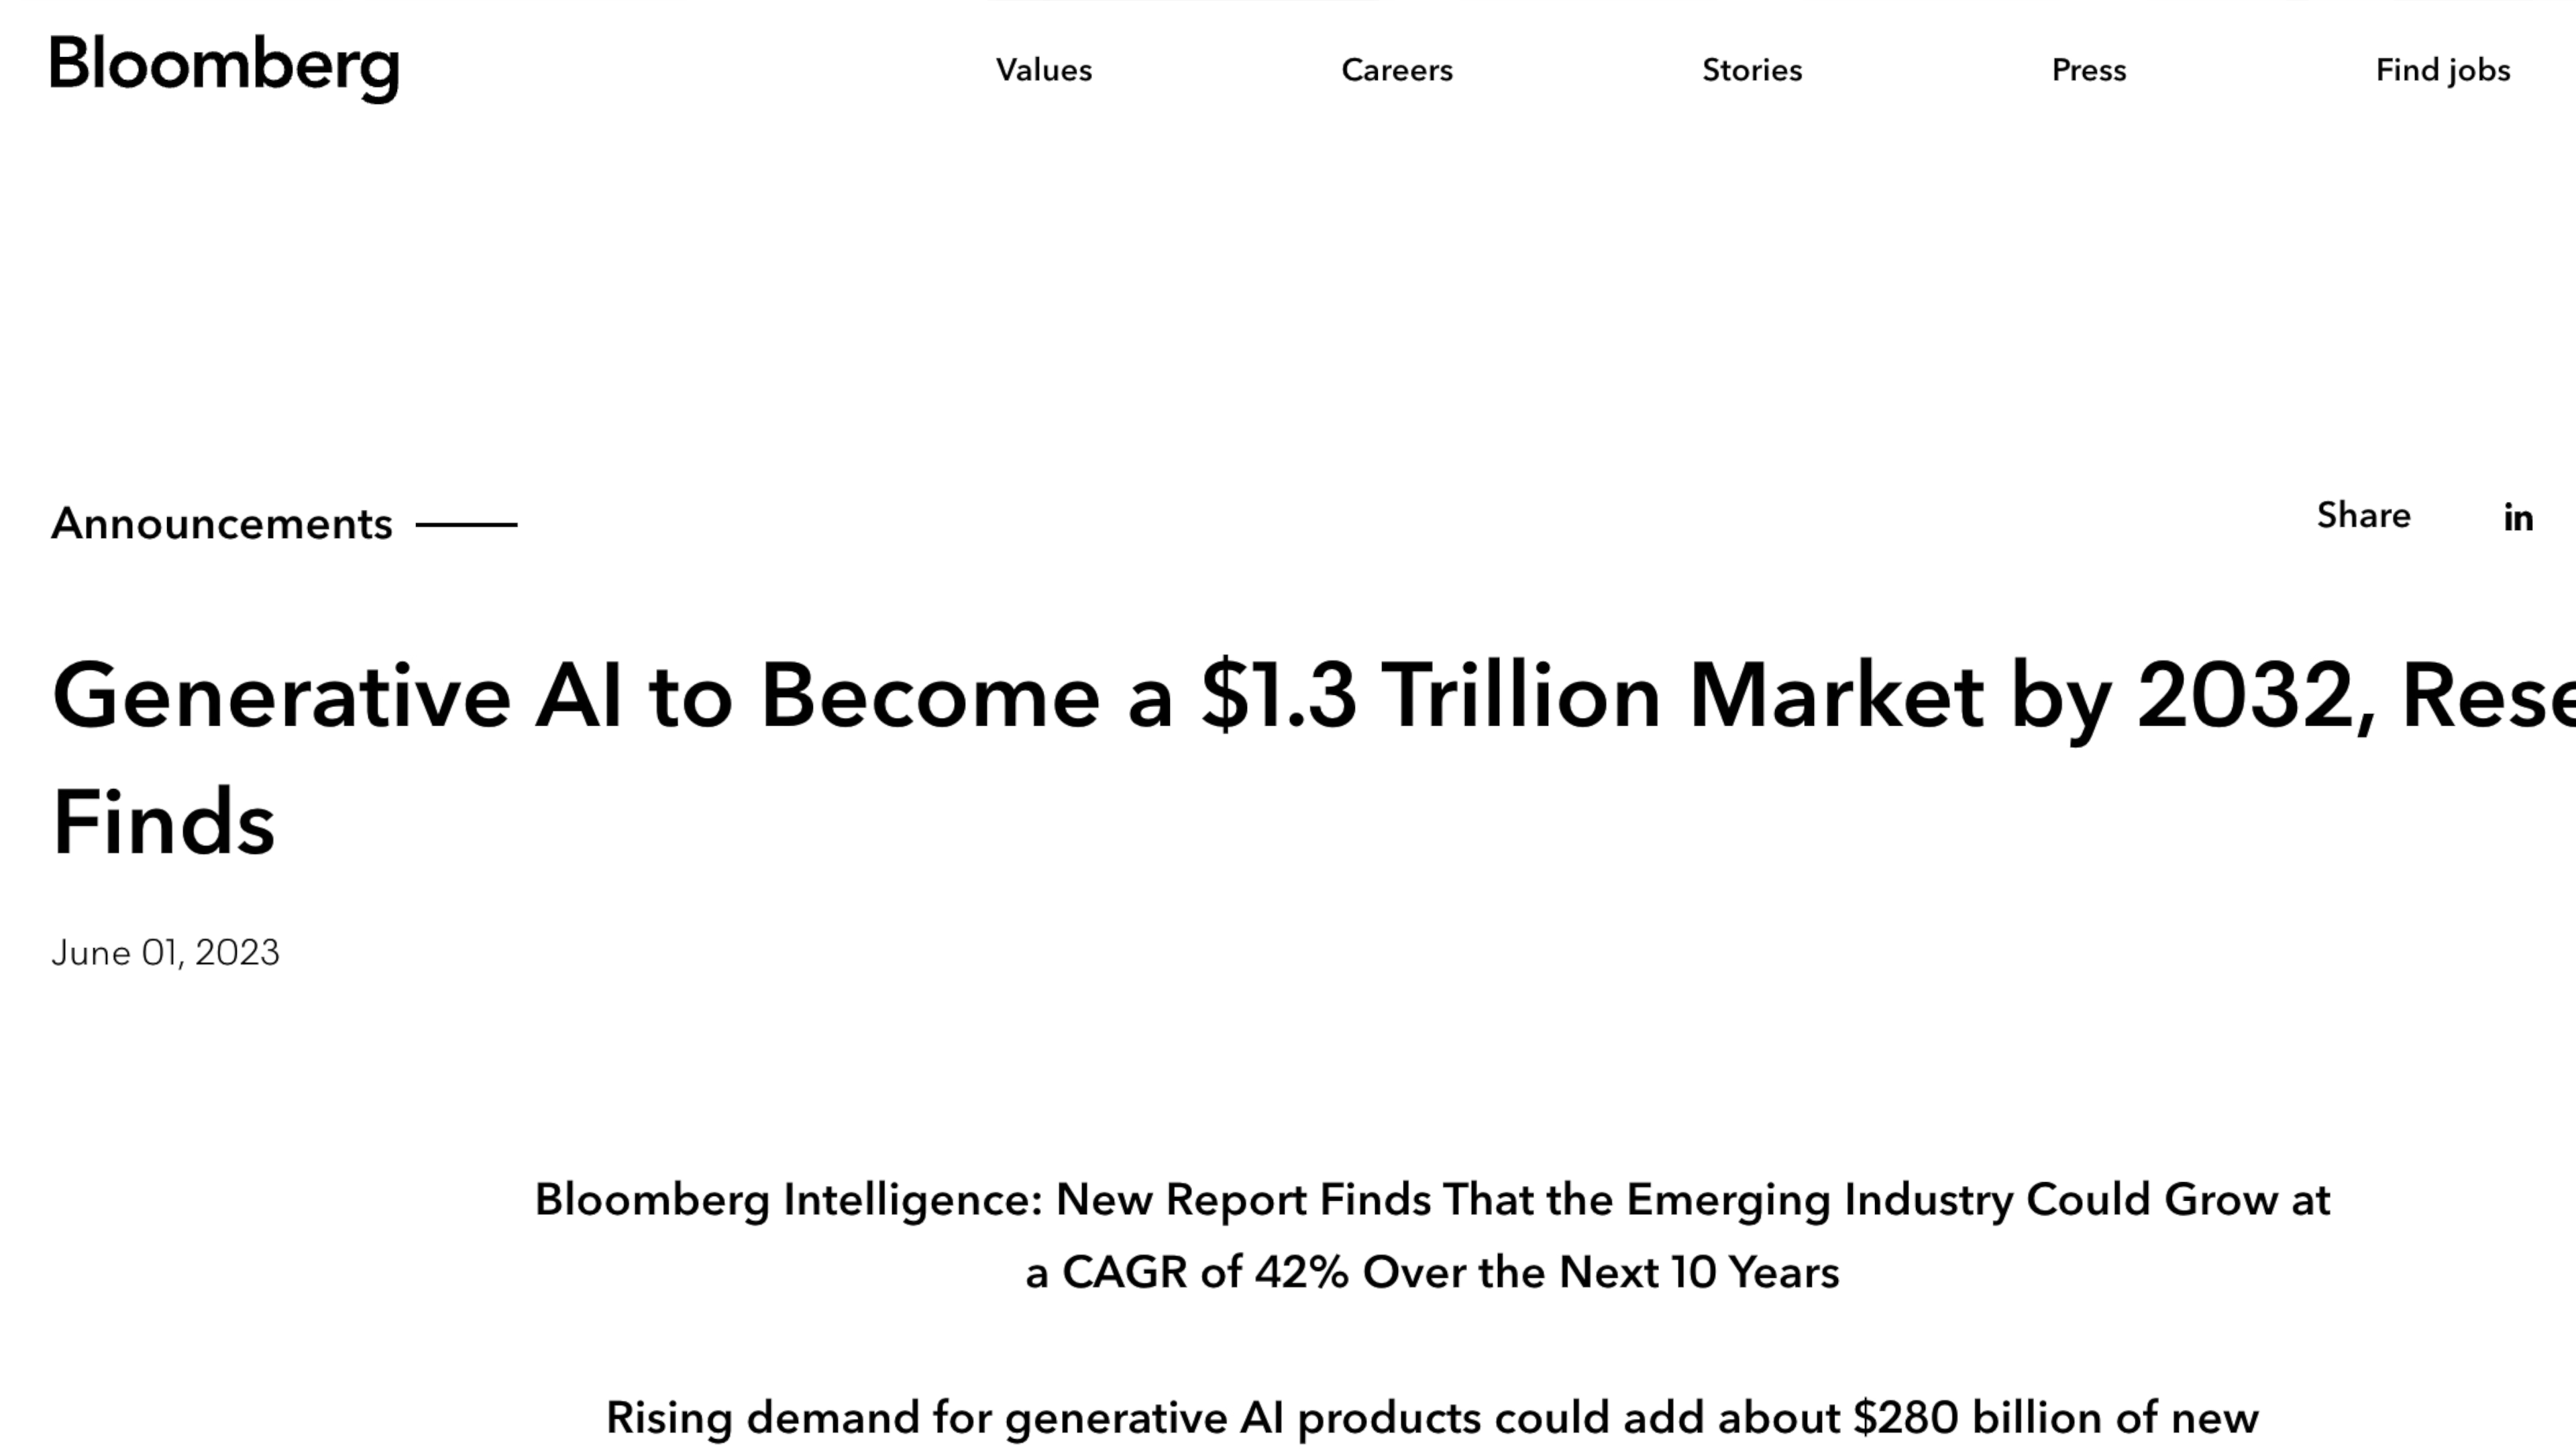 Bloomberg
Values Careers Stories Press Find jobs
Announcements
Share in
Generative AI to Become a $1.3 Trillion Market by 2032,
Finds
June 01, 2023
Bloomberg Intelligence: New Report Finds That the Emerging Industry Could Grow at
a CAGR of 42% Over the Next 10 Years
Rising demand for generative AI products could add about $280 billion of new